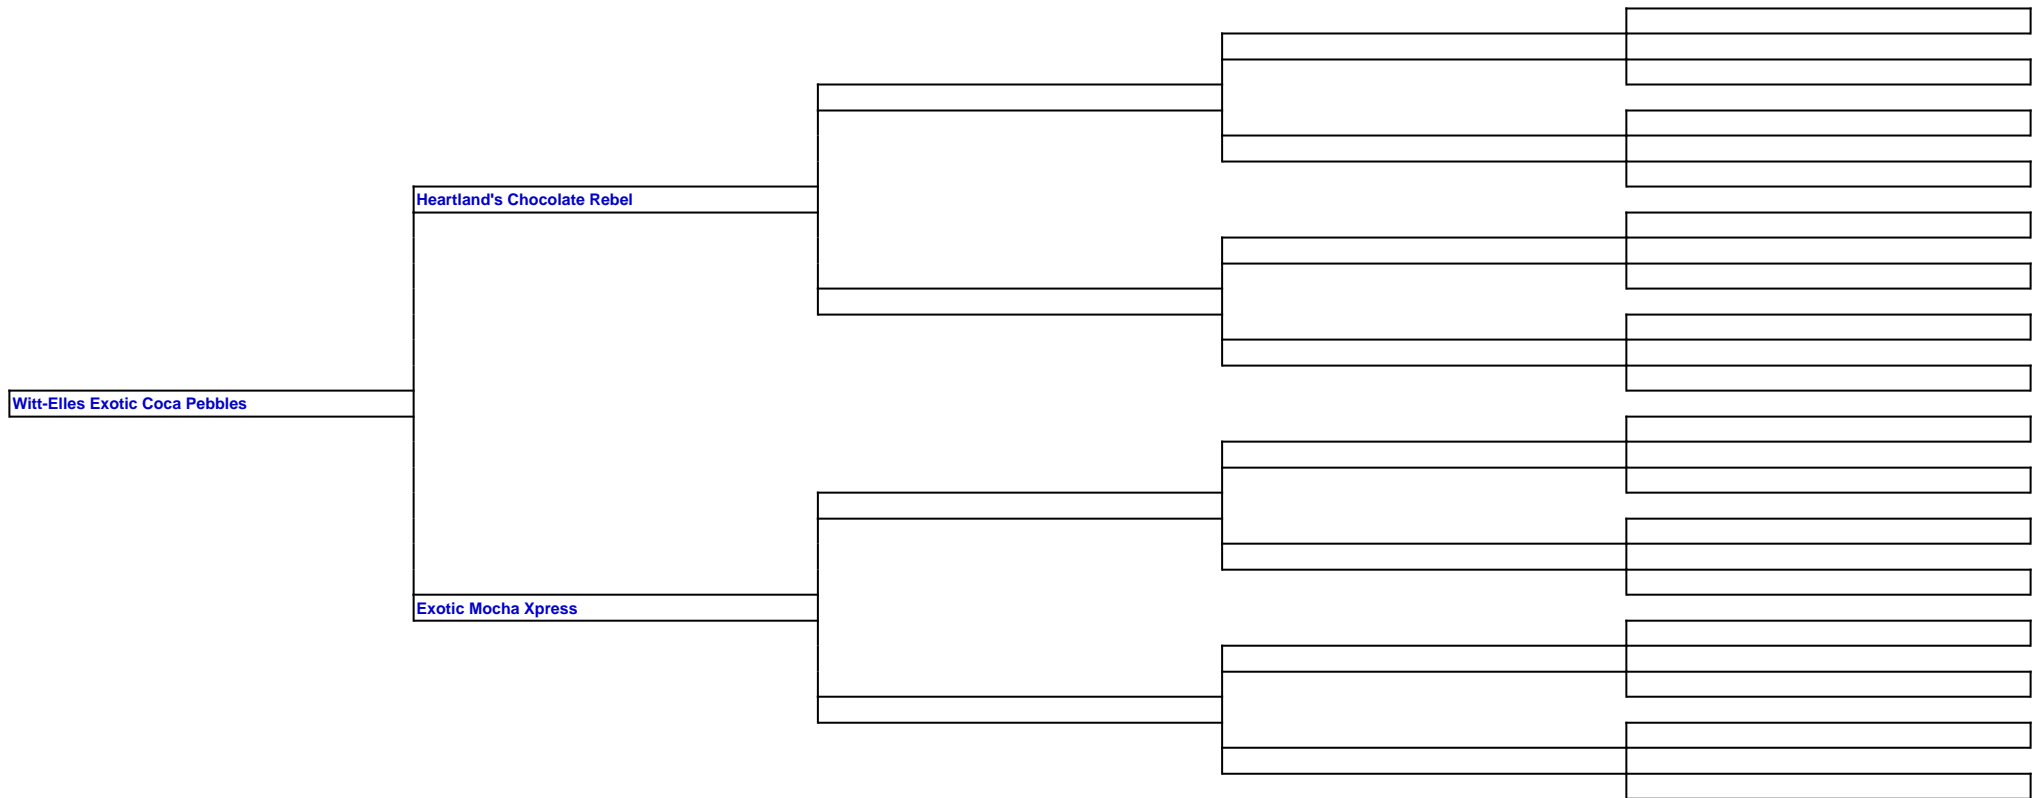 Heartland's Chocolate Rebel
Witt-Elles Exotic Coca Pebbles
Exotic Mocha Xpress